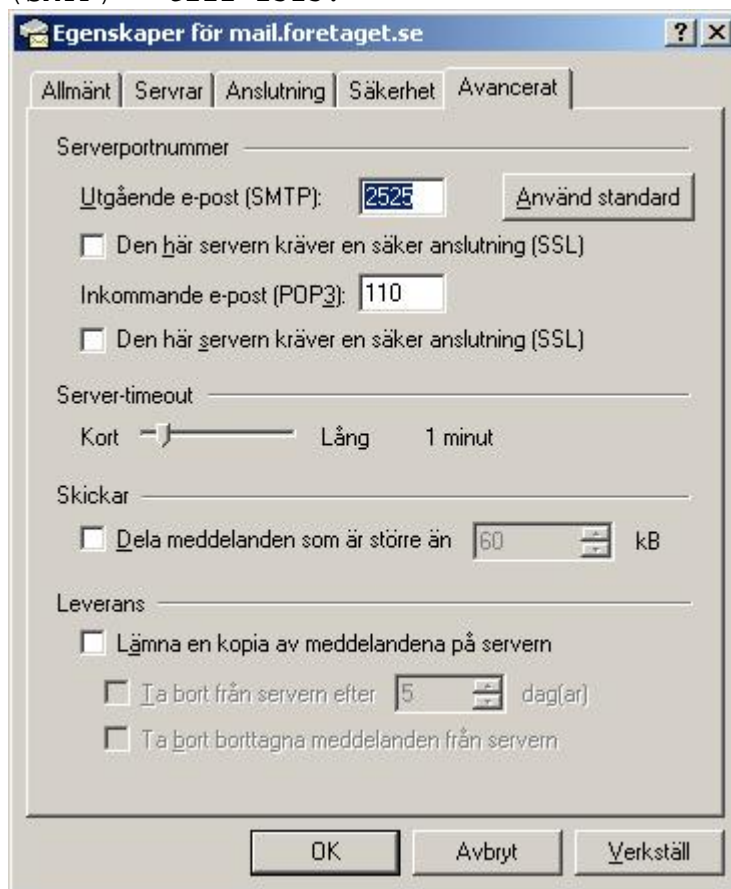 Egenskaper för mail.foretaget.se
Allmänt Servrar Anslutning Säkerhet Avancerat
Serverportnummer
Utgående e-post (SMTP): 2525 Använd standard
Den här servern kräver en säker anslutning (SSL)
Inkommande e-post (POP3): 110
Den här servern kräver en säker anslutning (SSL)
Server-timeout
Kort Lång 1 minut
Skickar
Dela meddelanden som är större än 60 kB
Leverans
Lämna en kopia av meddelandena på servern
Ta bort från servern efter 5 dag(ar)
Ta bort borttagna meddelanden från servern
OK Avbryt Verkställ